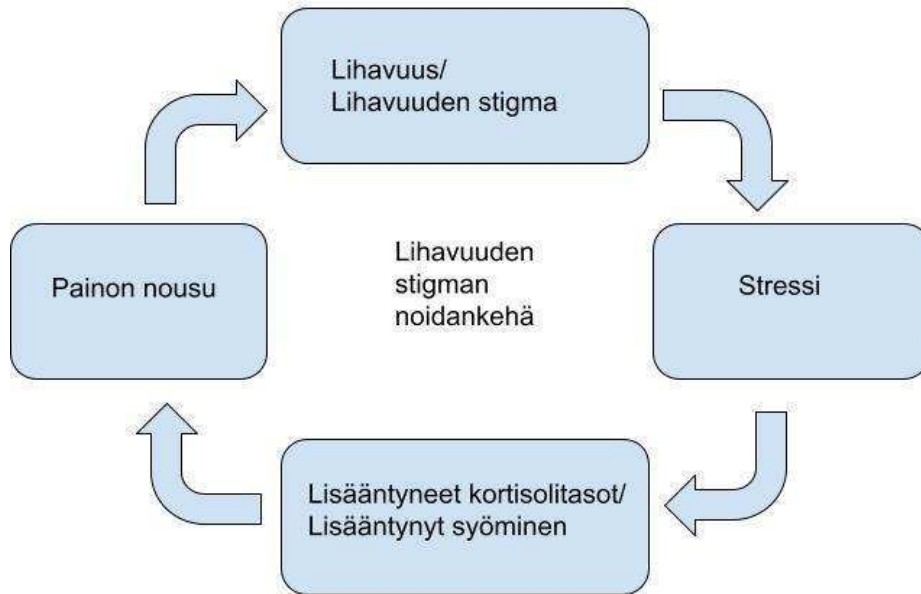 Lihavuus/
Lihavuuden stigma
Stressi
Lisääntyneet kortisolitasot/
Lisääntynyt syöminen
Painon nousu
Lihavuuden
stigman
noidankehä